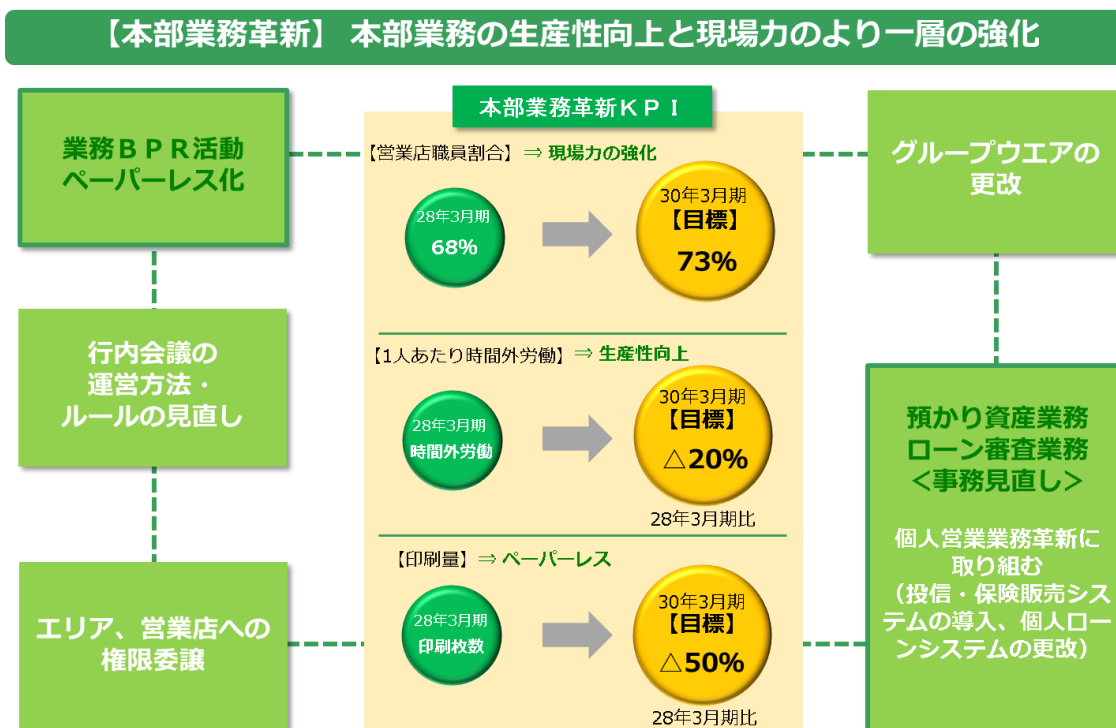 【本部業務革新】 本部業務の生産性向上と現場力のより一層の強化
業務ＢＰＲ活動
ペーパーレス化
行内会議の
運営方法・
ルールの見直し
エリア、営業店への
権限委譲
本部業務革新ＫＰＩ
【営業店職員割合】 ⇒ 現場力の強化
28年3月期
68%
30年3月期
【目標】
73%
【1人あたり時間外労働】 ⇒ 生産性向上
28年3月期
時間外労働
30年3月期
【目標】
△20%
28年3月期比
【印刷量】 ⇒ ペーパーレス
28年3月期
印刷枚数
30年3月期
【目標】
△50%
28年3月期比
グループウエアの
更改
預かり資産業務
ローン審査業務
＜事務見直し＞
個人営業業務革新に
取り組む
（投信・保険販売シス
テムの導入、個人ロー
ンシステムの更改）